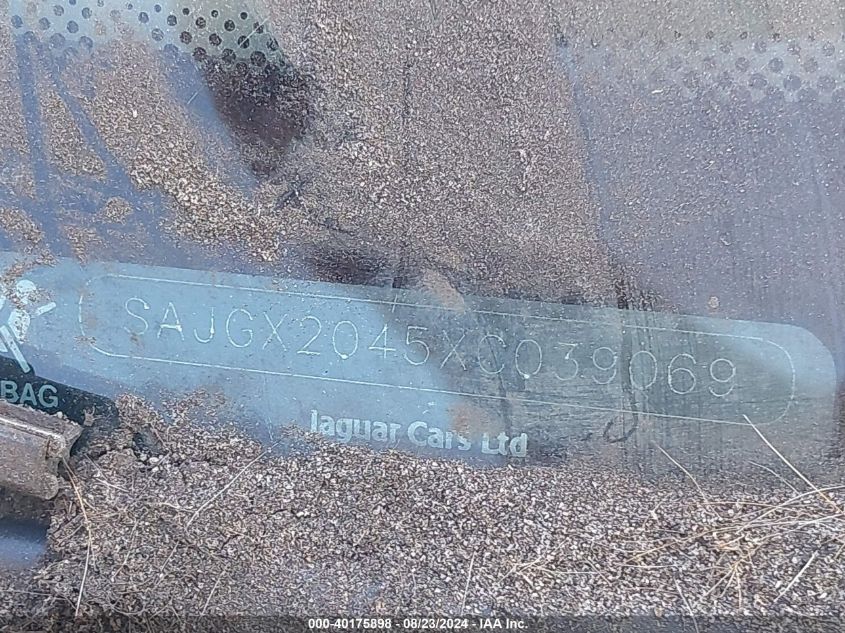 SAJGX2045XC039069
BAG
Jaguar Cars Ltd
000-40175898 - 08/23/2024 - IAA Inc.